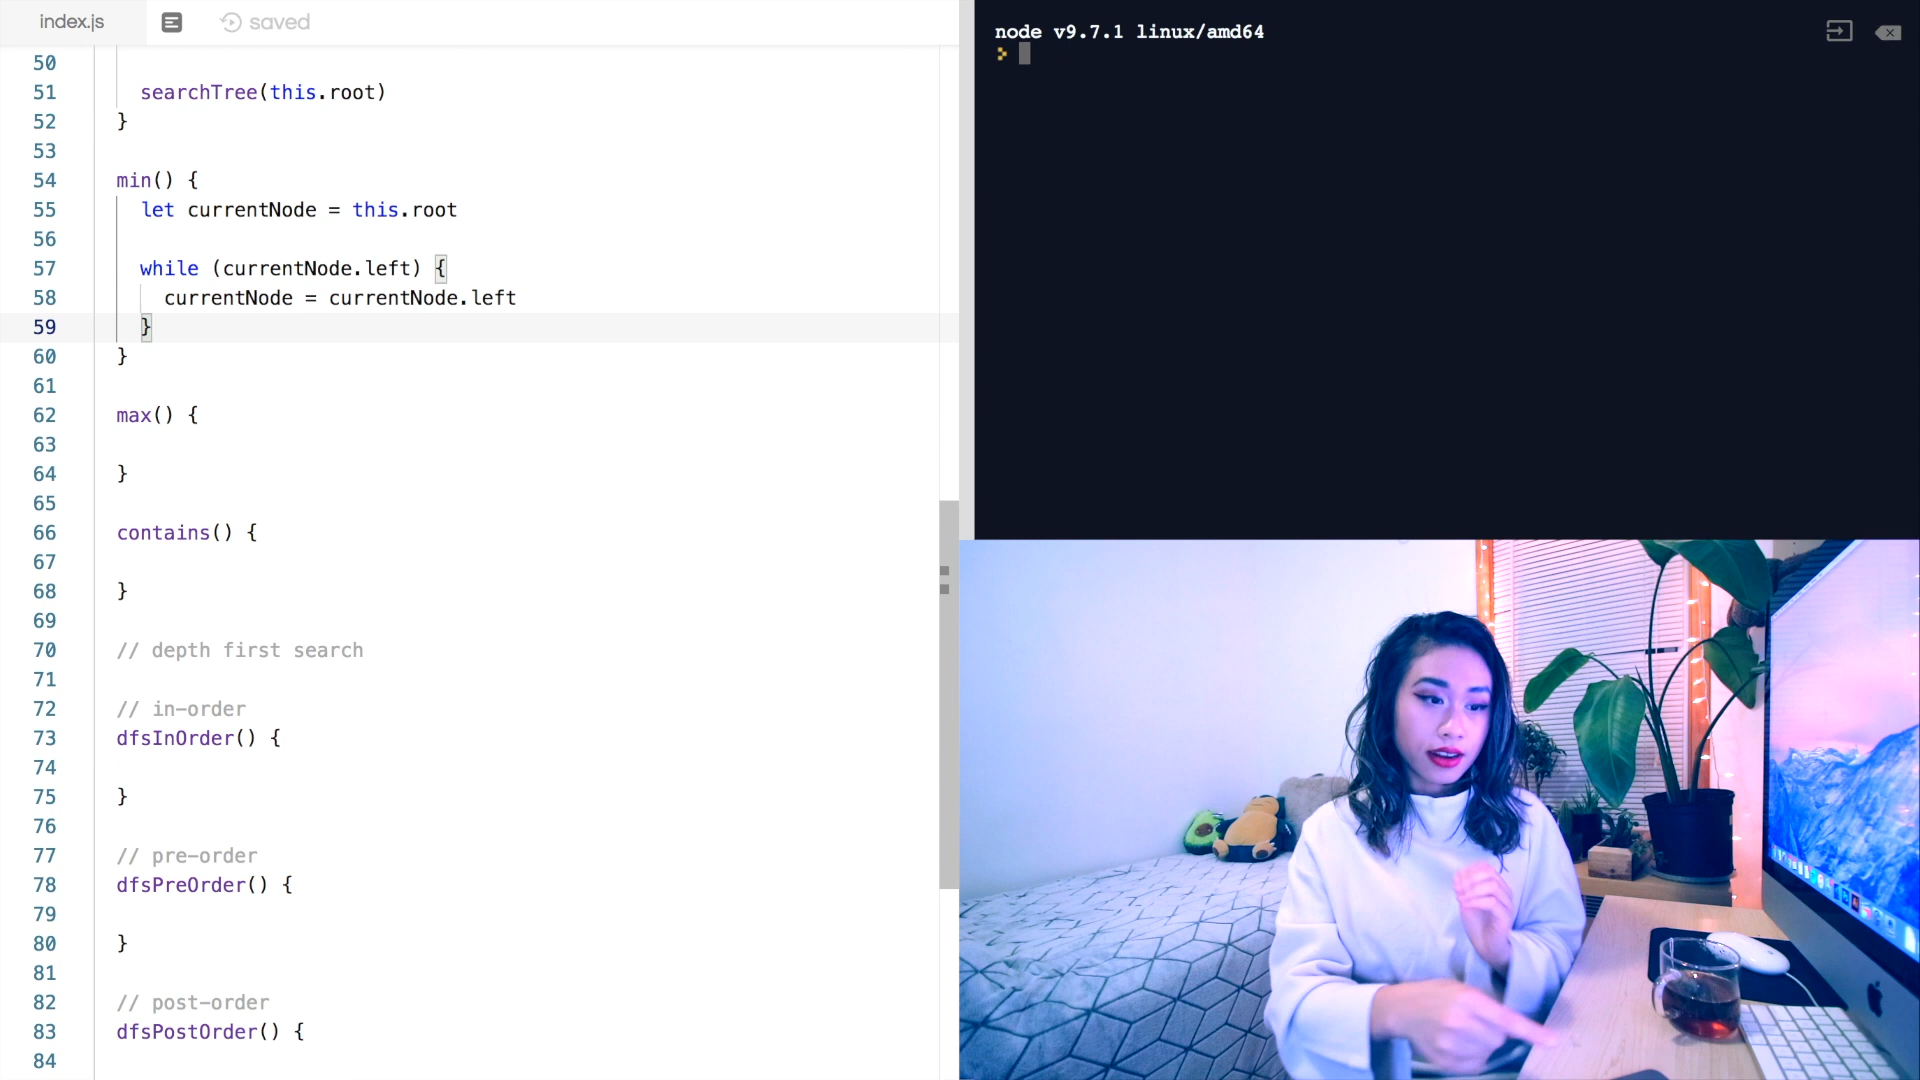 index.js saved
50
51 searchTree(this.root)
52 }
53
54 min() {
55 let currentNode = this.root
56
57 while (currentNode.left) {
58 currentNode = currentNode.left
59 }
60 }
61
62 max() {
63
64 }
65
66 contains() {
67
68 }
69
70 // depth first search
71
72 // in-order
73 dfsInOrder() {
74
75 }
76
77 // pre-order
78 dfsPreOrder() {
79
80 }
81
82 // post-order
83 dfsPostOrder() {
84
node v9.7.1 linux/amd64
>